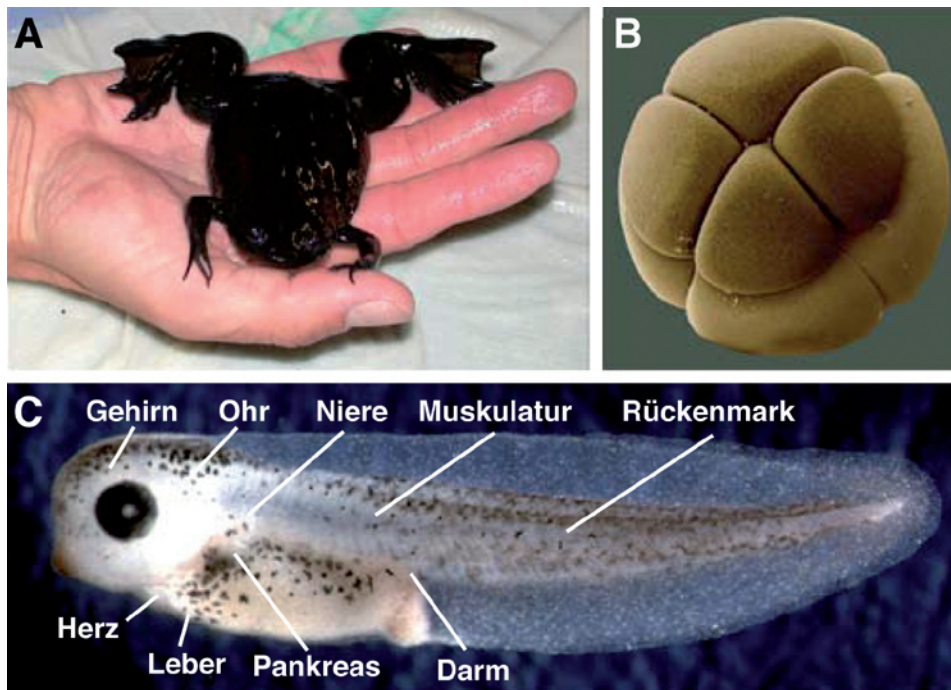 A
B
C
Gehirn Ohr Niere Muskulatur Rückenmark
Herz
Leber Pankreas Darm